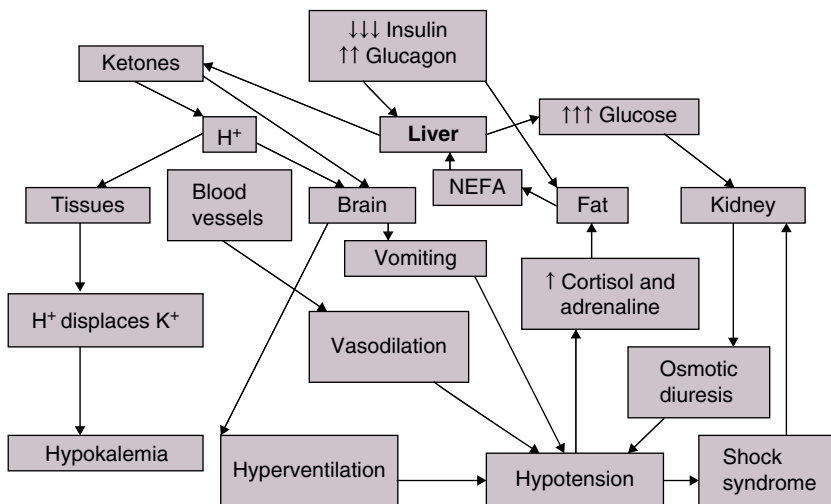 ↓↓↓ Insulin
↑↑ Glucagon
Ketones
↑↑↑ Glucose
H⁺
Liver
NEFA
Blood
vessels
Tissues
Brain
Fat
Kidney
Vomiting
↑ Cortisol and
adrenaline
H⁺ displaces K⁺
Vasodilation
Osmotic
diuresis
Hypokalemia
Hyperventilation
Hypotension
Shock
syndrome